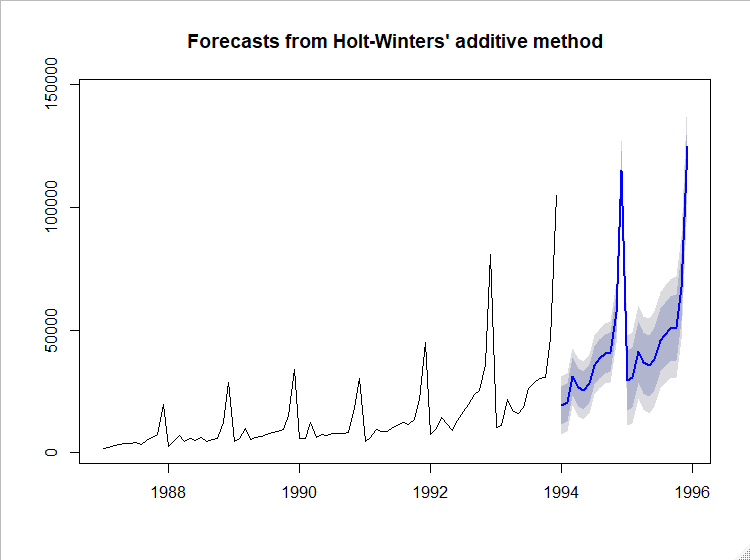 Forecasts from Holt-Winters' additive method
150000
100000
50000
0
1988 1990 1992 1994 1996